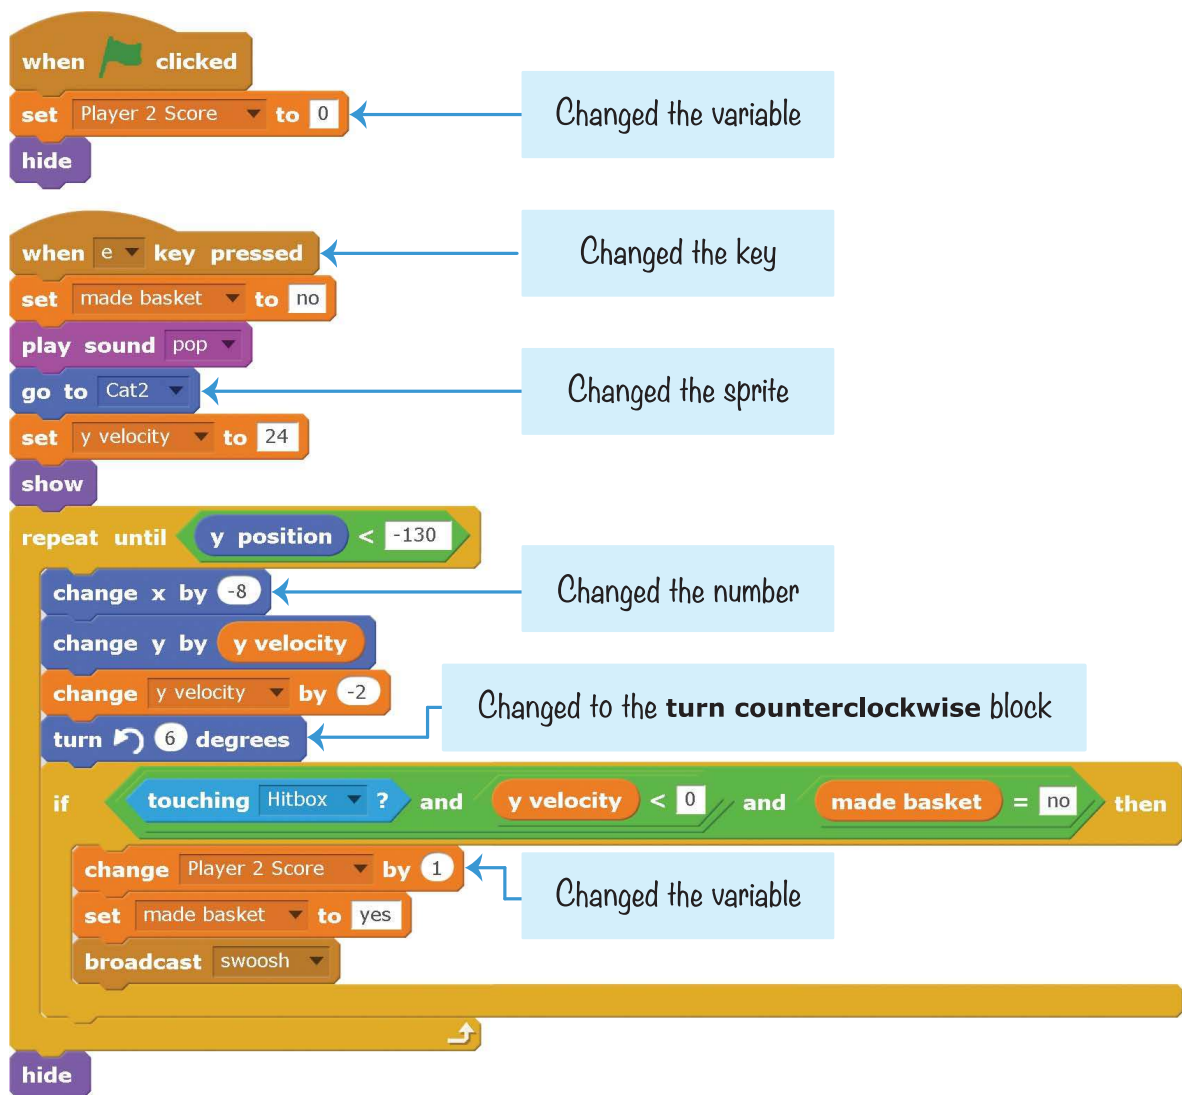 when clicked
set Player 2 Score to 0
Changed the variable
hide
when e key pressed
Changed the key
set made basket to no
play sound pop
go to Cat2
Changed the sprite
set y velocity to 24
show
repeat until y position < -130
change x by -8
Changed the number
change y by y velocity
change y velocity by -2
Changed to the turn counterclockwise block
turn 6 degrees
if touching Hitbox ? and y velocity < 0 and made basket = no then
change Player 2 Score by 1
Changed the variable
set made basket to yes
broadcast swoosh
hide